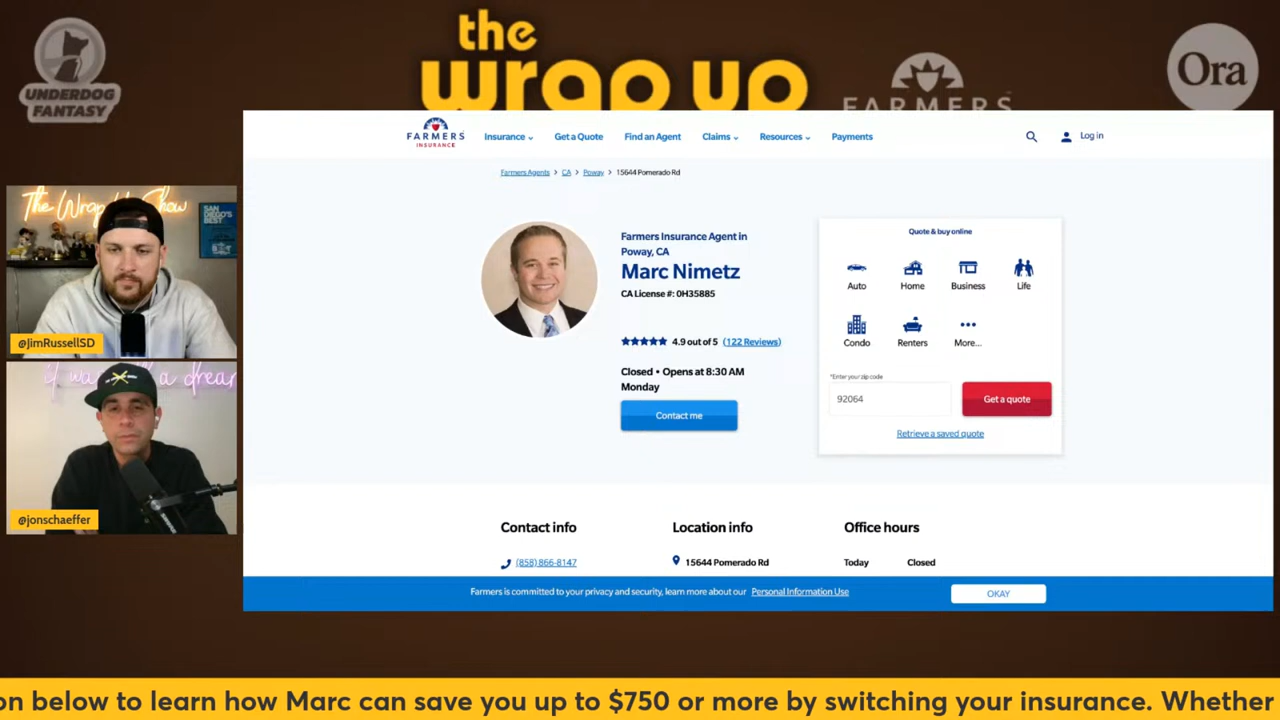 the
wrap up
UNDERDOG
FANTASY
FARMERS
Ora
FARMERS
INSURANCE
Insurance
Get a Quote
Find an Agent
Claims
Resources
Payments
Log in
Farmers Agents > CA > Poway > 15644 Pomerado Rd
Farmers Insurance Agent in
Poway, CA
Marc Nimetz
CA License #: 0H35885
4.9 out of 5 (122 Reviews)
Closed • Opens at 8:30 AM
Monday
Contact me
Quote & buy online
Auto
Home
Business
Life
Condo
Renters
More...
*Enter your zip code
92064
Get a quote
Retrieve a saved quote
The Wrap Up Show
SAN
DIEGO'S
BEST
@JimRussellSD
it was all a dream
@jonschaeffer
Contact info
(858) 866-8147
Location info
15644 Pomerado Rd
Office hours
Today Closed
Farmers is committed to your privacy and security, learn more about our Personal Information Use
OKAY
on below to learn how Marc can save you up to $750 or more by switching your insurance. Whether